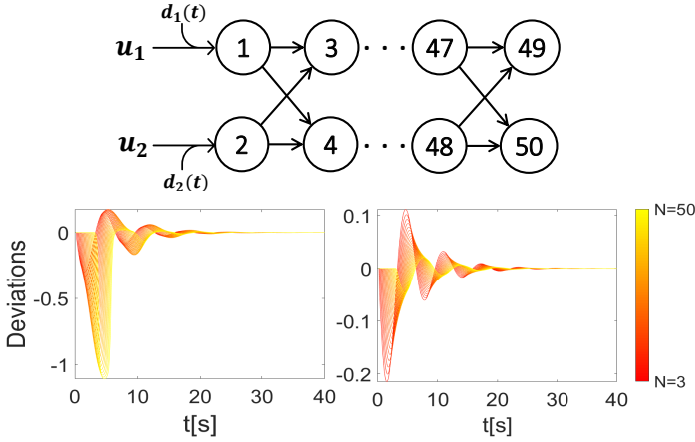 d₁(t)
u₁ 1 3 · · · 47 49
u₂ 2 4 · · · 48 50
d₂(t)
Deviations
0
-0.5
-1
0 10 20 30 40
t[s]
0.1
0
-0.1
-0.2
0 10 20 30 40
t[s]
N=50
N=3